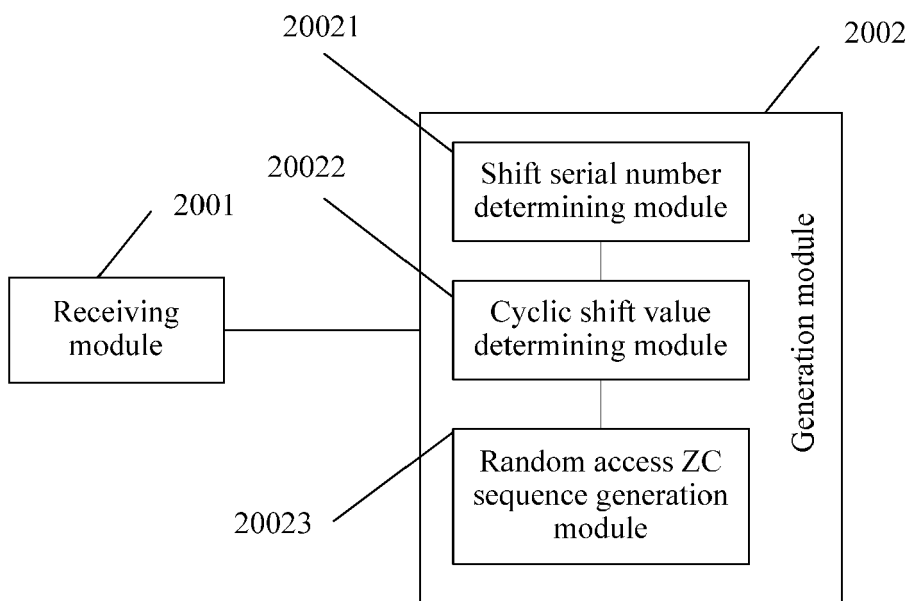 20021
2002
Shift serial number
determining module
20022
2001
Receiving
module
Cyclic shift value
determining module
Generation module
Random access ZC
sequence generation
module
20023